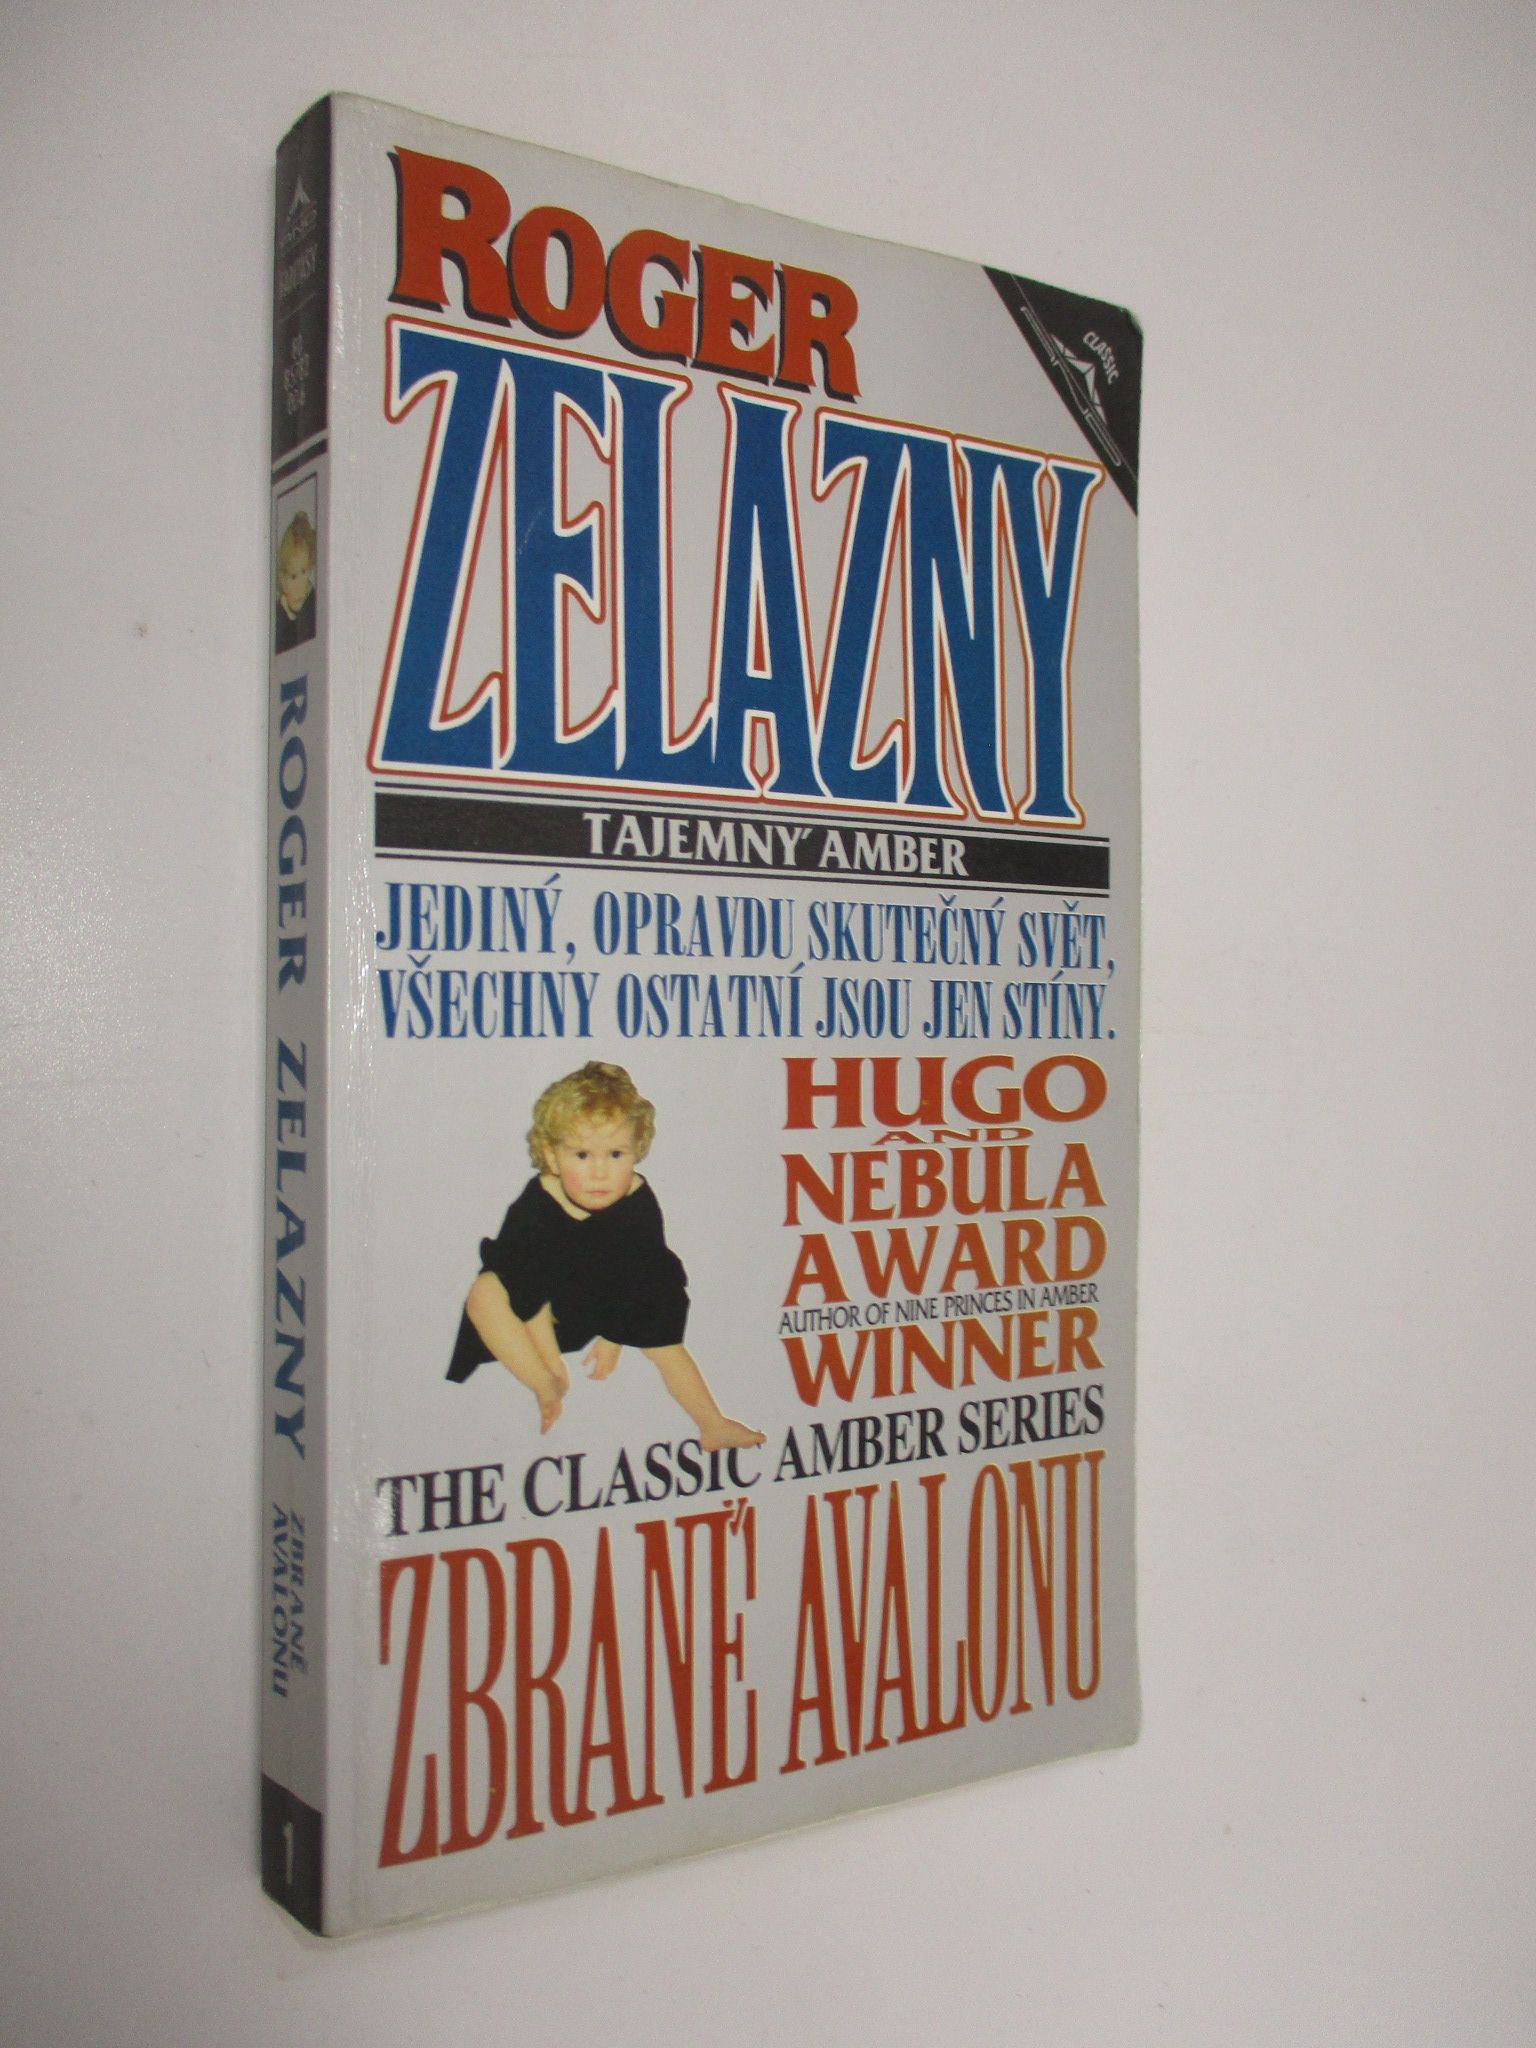 ROGER
ZELAZNY
CLASSIC
TAJEMNÝ AMBER
JEDINÝ, OPRAVDU SKUTEČNÝ SVĚT,
VŠECHNY OSTATNÍ JSOU JEN STÍNY.
HUGO
AND
NEBULA
AWARD
AUTHOR OF NINE PRINCES IN AMBER
WINNER
THE CLASSIC AMBER SERIES
ZBRANĚ AVALONU
FANTASY
ROGER ZELAZNY
ZBRANĚ
AVALONU
1